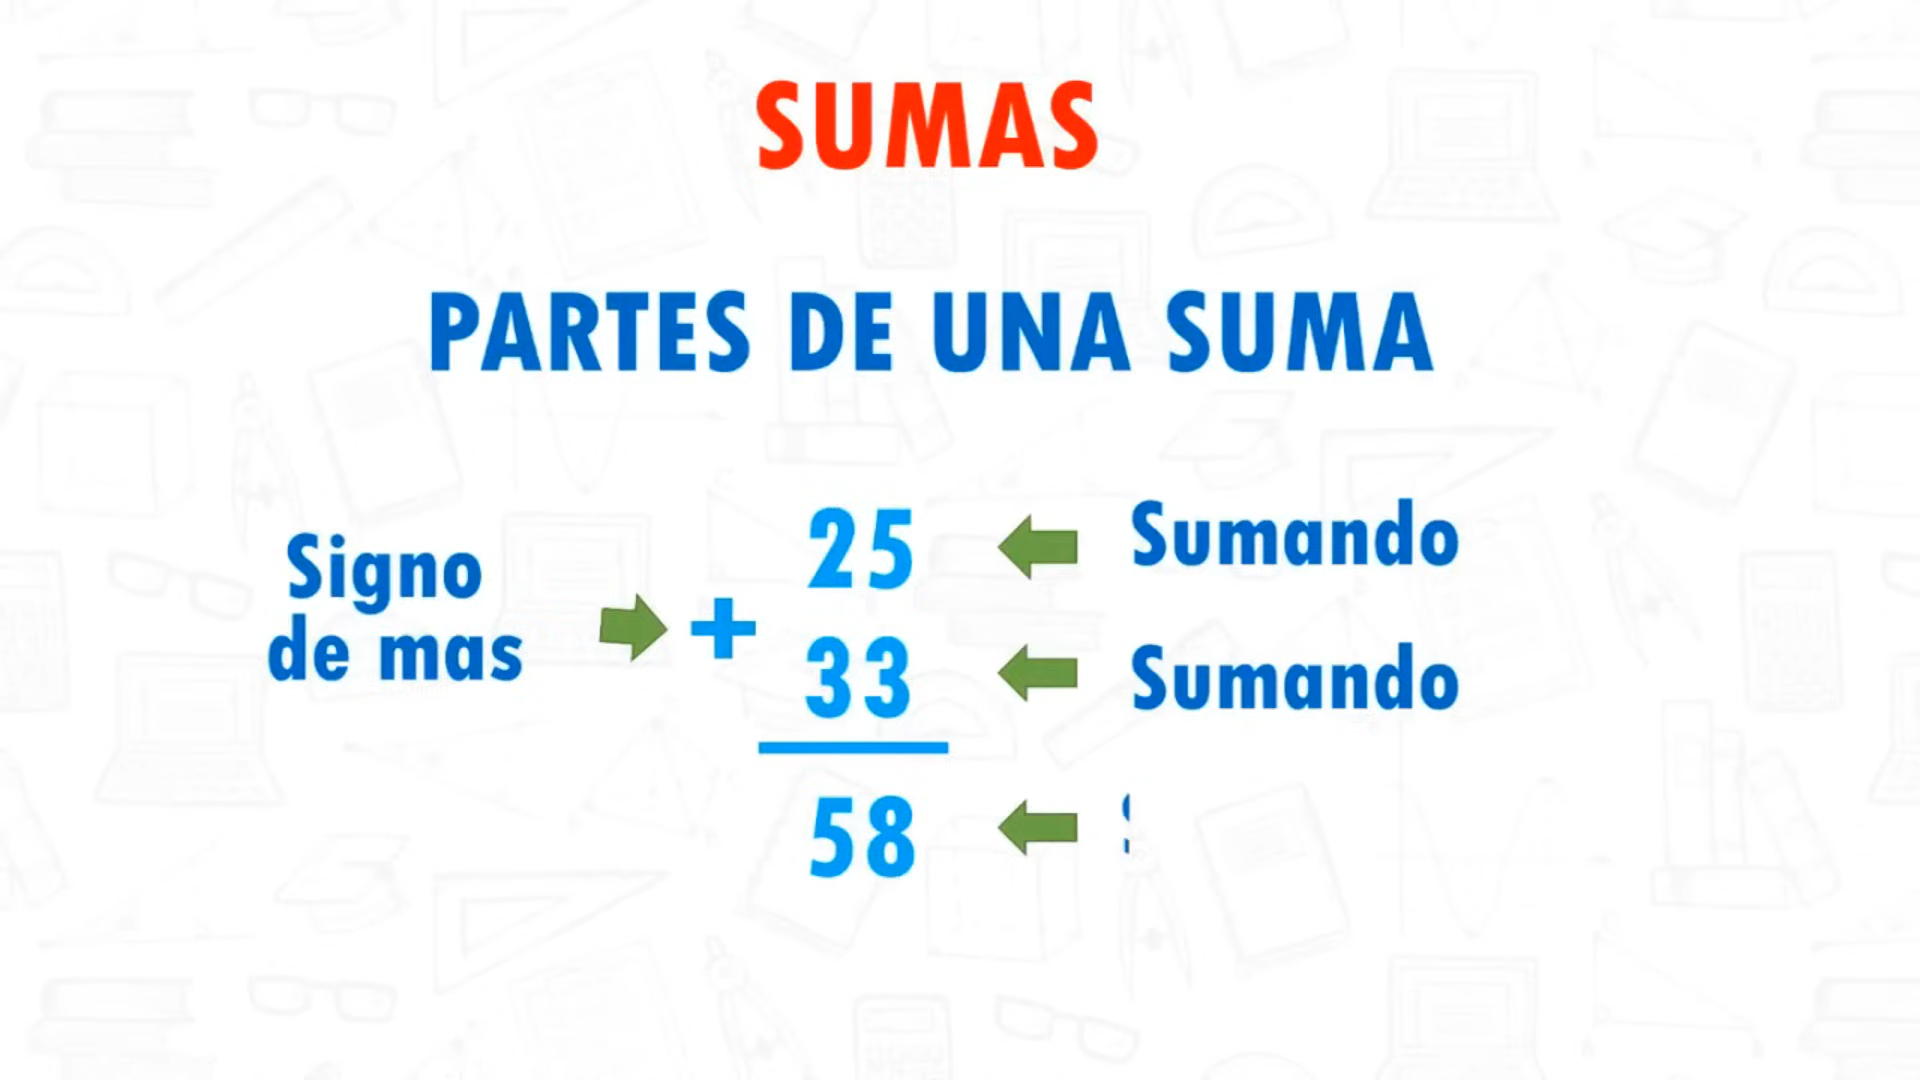 SUMAS
PARTES DE UNA SUMA
Signo
de mas
25
+
33
58
Sumando
Sumando